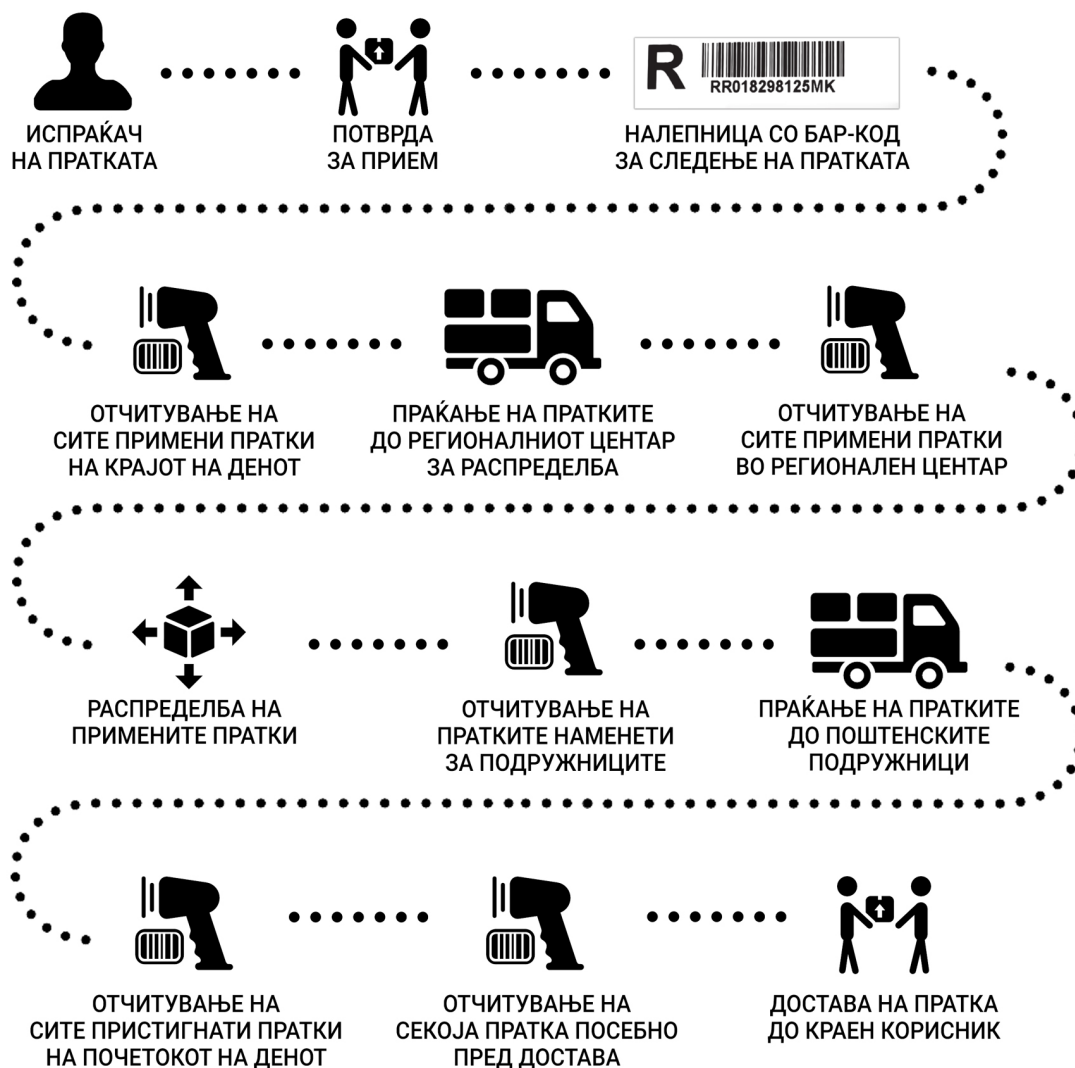 R
RR018298125MK
ИСПРАЌАЧ
НА ПРАТКАТА
ПОТВРДА
ЗА ПРИЕМ
НАЛЕПНИЦА СО БАР-КОД
ЗА СЛЕДЕЊЕ НА ПРАТКАТА
ОТЧИТУВАЊЕ НА
СИТЕ ПРИМЕНИ ПРАТКИ
НА КРАЈОТ НА ДЕНОТ
ПРАЌАЊЕ НА ПРАТКИТЕ
ДО РЕГИОНАЛНИОТ ЦЕНТАР
ЗА РАСПРЕДЕЛБА
ОТЧИТУВАЊЕ НА
СИТЕ ПРИМЕНИ ПРАТКИ
ВО РЕГИОНАЛЕН ЦЕНТАР
РАСПРЕДЕЛБА НА
ПРИМЕНИТЕ ПРАТКИ
ОТЧИТУВАЊЕ НА
ПРАТКИТЕ НАМЕНЕТИ
ЗА ПОДРУЖНИЦИТЕ
ПРАЌАЊЕ НА ПРАТКИТЕ
ДО ПОШТЕНСКИТЕ
ПОДРУЖНИЦИ
ОТЧИТУВАЊЕ НА
СИТЕ ПРИСТИГНАТИ ПРАТКИ
НА ПОЧЕТОКОТ НА ДЕНОТ
ОТЧИТУВАЊЕ НА
СЕКОЈА ПРАТКА ПОСЕБНО
ПРЕД ДОСТАВА
ДОСТАВА НА ПРАТКА
ДО КРАЕН КОРИСНИК